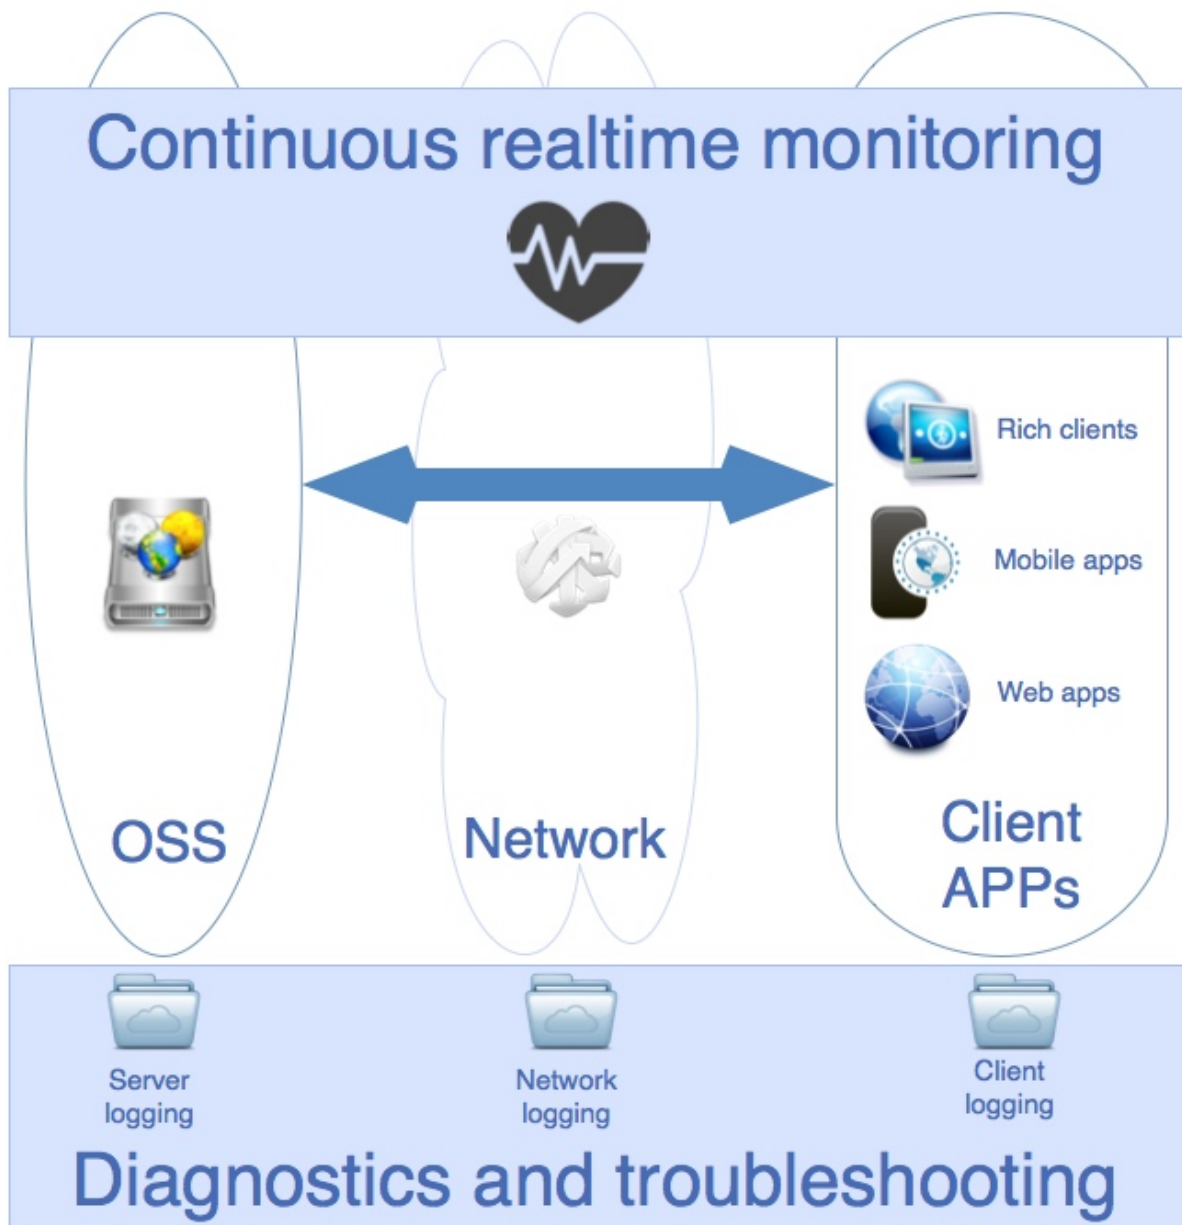 Continuous realtime monitoring
Rich clients
Mobile apps
Web apps
OSS
Network
Client
APPs
Server
logging
Network
logging
Client
logging
Diagnostics and troubleshooting